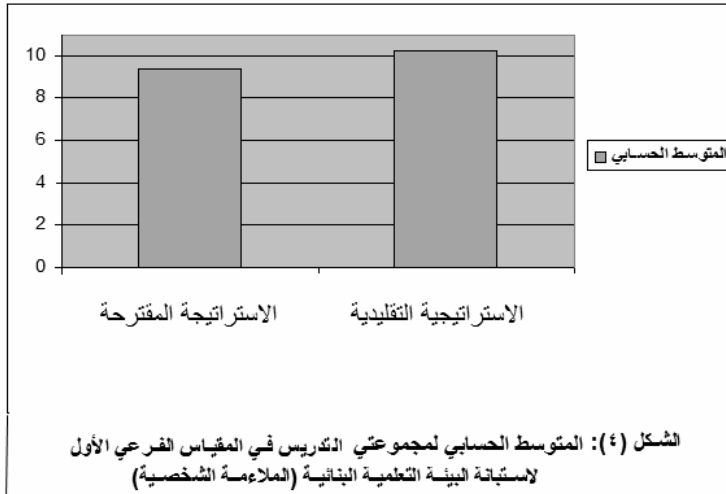 10
8
6
4
2
0
المتوسط الحسابي
الاستراتيجة المقترحة
الاستراتيجية التقليدية
الشكل (٤): المتوسط الحسابي لمجموعتي التدريس في المقياس الفرعي الأول
لاستبانة البيئة التعلمية البنائية (الملاءمة الشخصية)